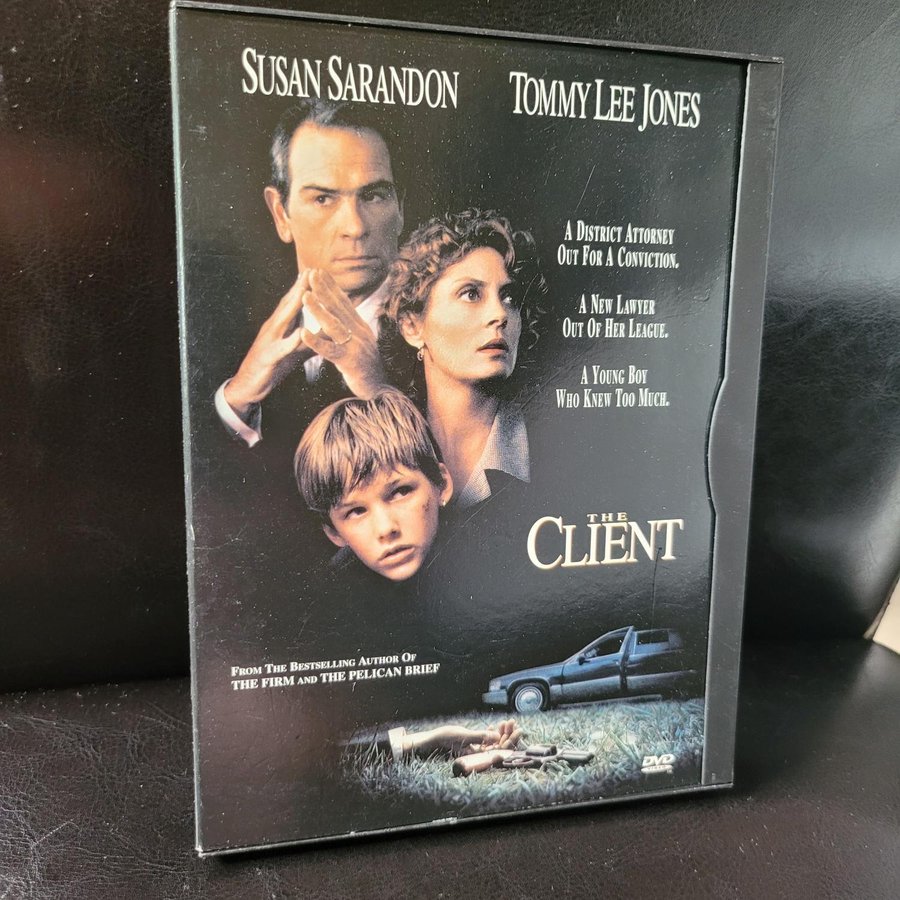 SUSAN SARANDON TOMMY LEE JONES
A DISTRICT ATTORNEY
OUT FOR A CONVICTION.
A NEW LAWYER
OUT OF HER LEAGUE.
A YOUNG BOY
WHO KNEW TOO MUCH.
THE
CLIENT
FROM THE BESTSELLING AUTHOR OF
THE FIRM AND THE PELICAN BRIEF
DVD